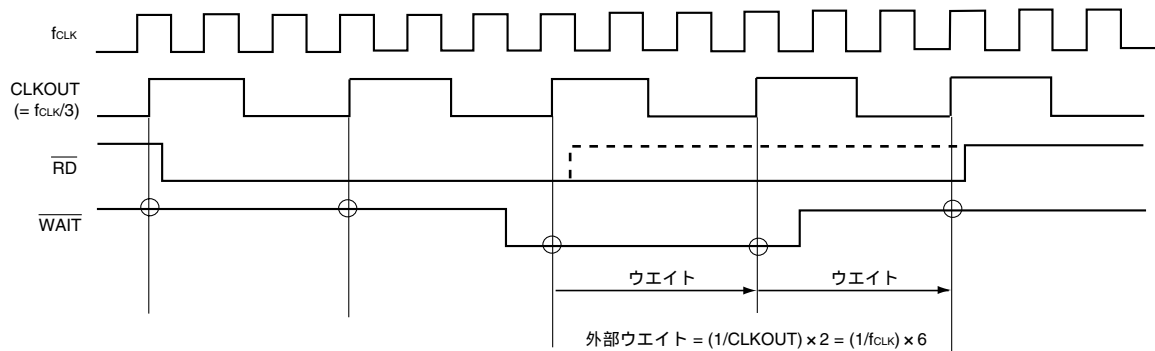 fCLK
CLKOUT
(= fCLK/3)
RD
WAIT
ウエイト
ウエイト
外部ウエイト = (1/CLKOUT) × 2 = (1/fCLK) × 6